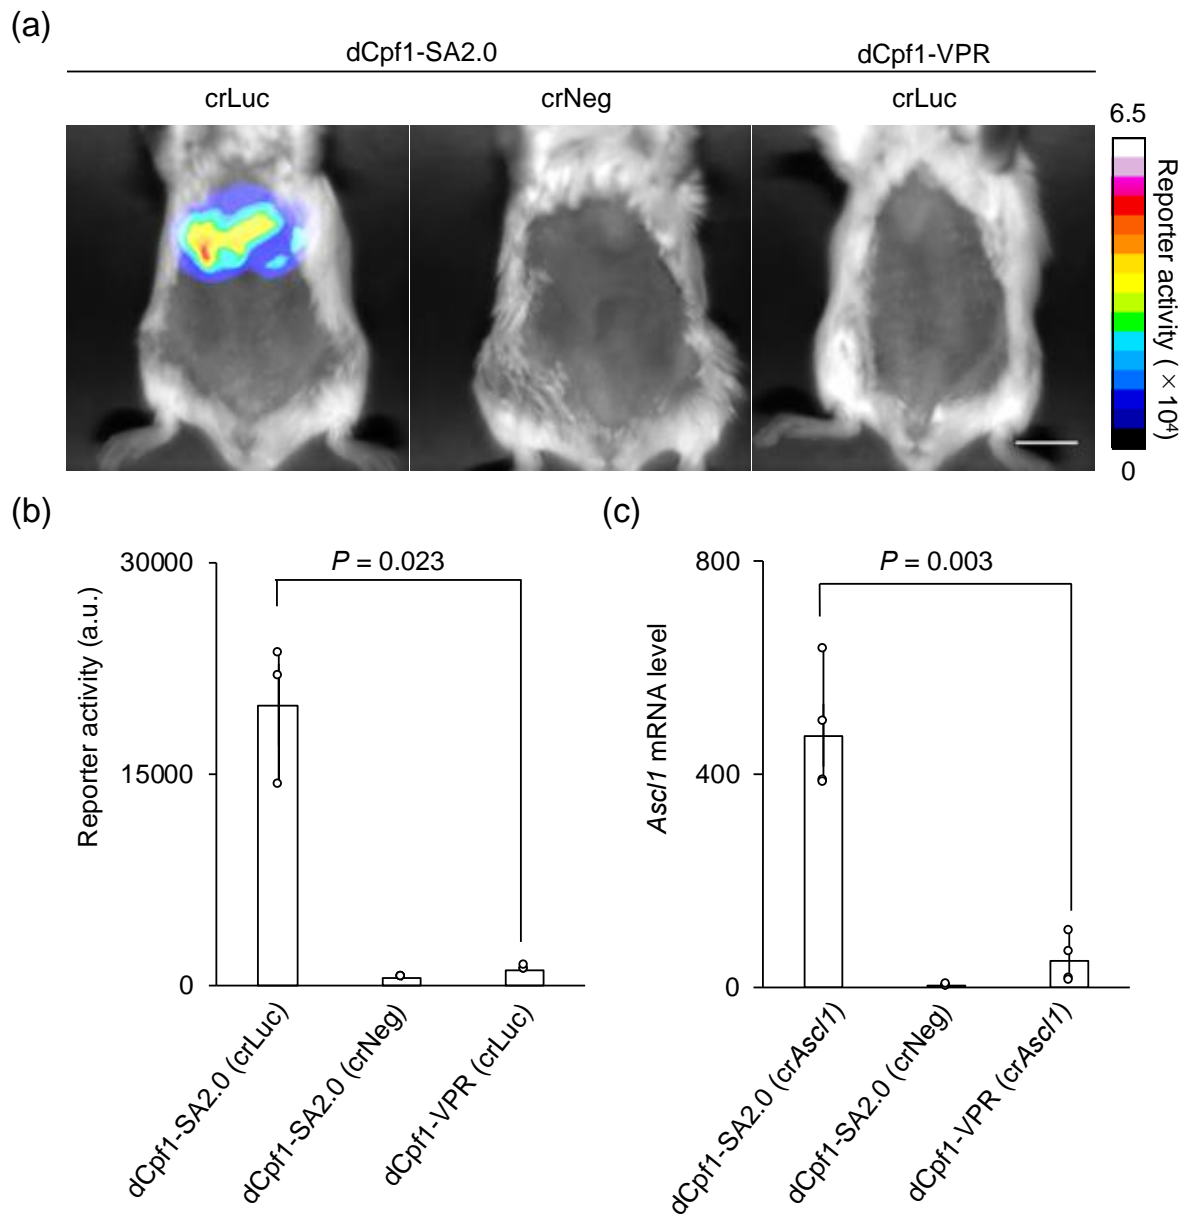 (a)
dCpf1-SA2.0
dCpf1-VPR
crLuc
crNeg
crLuc
6.5
Reporter activity (×10⁴)
0
(b)
30000
15000
0
Reporter activity (a.u.)
P = 0.023
dCpf1-SA2.0 (crLuc)
dCpf1-SA2.0 (crNeg)
dCpf1-VPR (crLuc)
(c)
800
400
0
Ascl1 mRNA level
P = 0.003
dCpf1-SA2.0 (crAscl1)
dCpf1-SA2.0 (crNeg)
dCpf1-VPR (crAscl1)